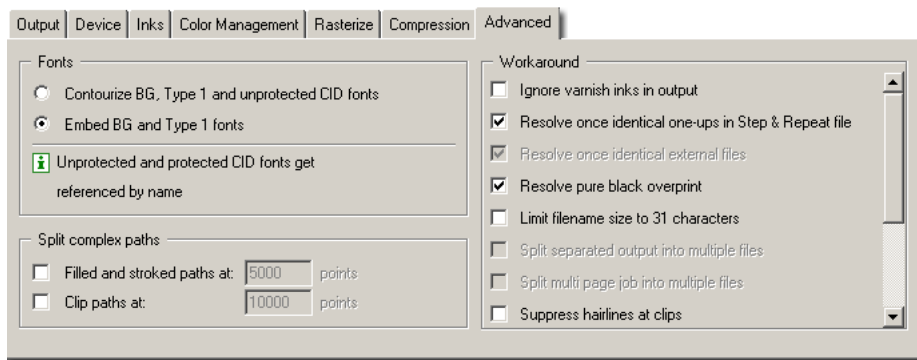 Output Device Inks Color Management Rasterize Compression Advanced
Fonts
Contourize BG, Type 1 and unprotected CID fonts
Embed BG and Type 1 fonts
Unprotected and protected CID fonts get
referenced by name
Split complex paths
Filled and stroked paths at: 5000 points
Clip paths at: 10000 points
Workaround
Ignore varnish inks in output
Resolve once identical one-ups in Step & Repeat file
Resolve once identical external files
Resolve pure black overprint
Limit filename size to 31 characters
Split separated output into multiple files
Split multi page job into multiple files
Suppress hairlines at clips